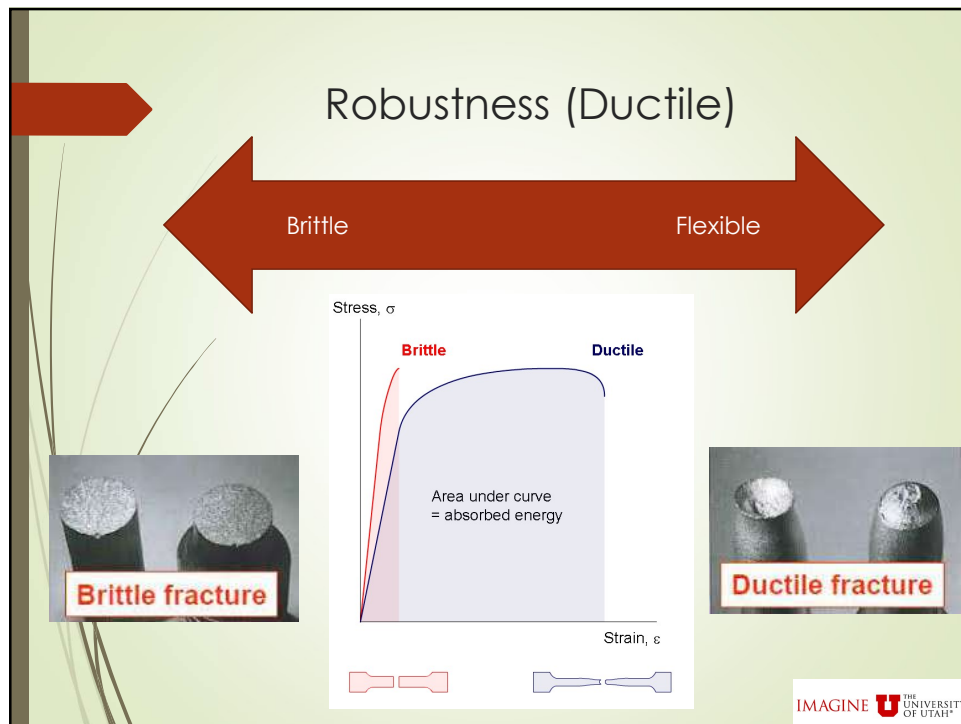 Robustness (Ductile)
Brittle
Flexible
Stress, σ
Brittle
Ductile
Area under curve
= absorbed energy
Strain, ε
Brittle fracture
Ductile fracture
IMAGINE U THE
UNIVERSITY
OF UTAH®